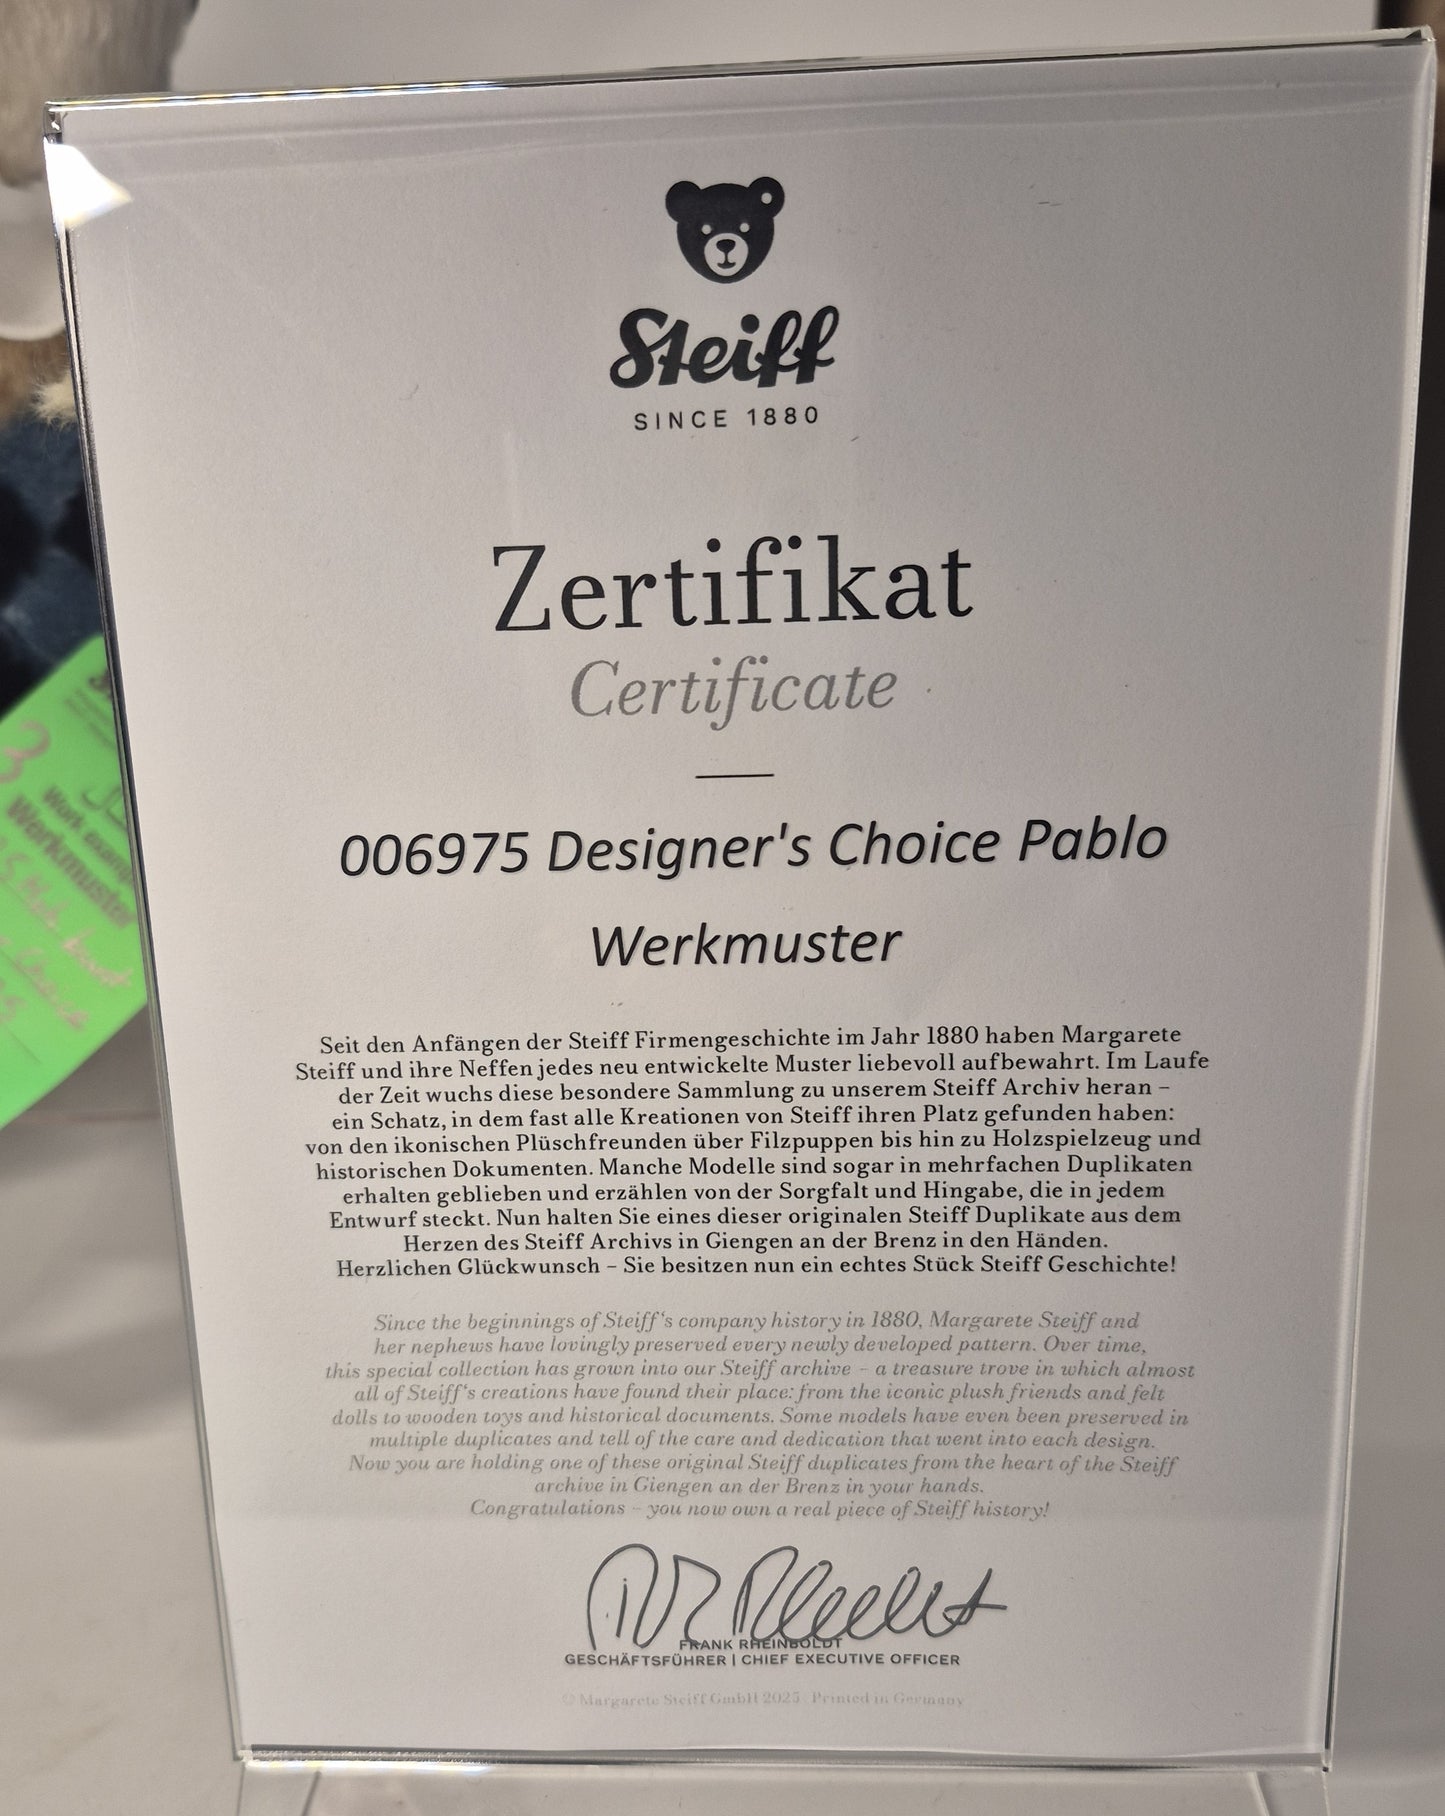 Steiff
SINCE 1880
Zertifikat
Certificate
006975 Designer's Choice Pablo
Werkmuster
Seit den Anfängen der Steiff Firmengeschichte im Jahr 1880 haben Margarete
Steiff und ihre Neffen jedes neu entwickelte Muster liebevoll aufbewahrt. Im Laufe
der Zeit wuchs diese besondere Sammlung zu unserem Steiff Archiv heran –
ein Schatz, in dem fast alle Kreationen von Steiff ihren Platz gefunden haben:
von den ikonischen Plüschfreunden über Filzpuppen bis hin zu Holzspielzeug und
historischen Dokumenten. Manche Modelle sind sogar in mehrfachen Duplikaten
erhalten geblieben und erzählen von der Sorgfalt und Hingabe, die in jedem
Entwurf steckt. Nun halten Sie eines dieser originalen Steiff Duplikate aus dem
Herzen des Steiff Archivs in Giengen an der Brenz in den Händen.
Herzlichen Glückwunsch – Sie besitzen nun ein echtes Stück Steiff Geschichte!
Since the beginnings of Steiff's company history in 1880, Margarete Steiff and
her nephews have lovingly preserved every newly developed pattern. Over time,
this special collection has grown into our Steiff archive – a treasure trove in which almost
all of Steiff's creations have found their place: from the iconic plush friends and felt
dolls to wooden toys and historical documents. Some models have even been preserved in
multiple duplicates and tell of the care and dedication that went into each design.
Now you are holding one of these original Steiff duplicates from the heart of the Steiff
archive in Giengen an der Brenz in your hands.
Congratulations – you now own a real piece of Steiff history!
FRANK RHEINBOLDT
GESCHÄFTSFÜHRER | CHIEF EXECUTIVE OFFICER
© Margarete Steiff GmbH 2025 Printed in Germany
3
Work examp
Werkmuster